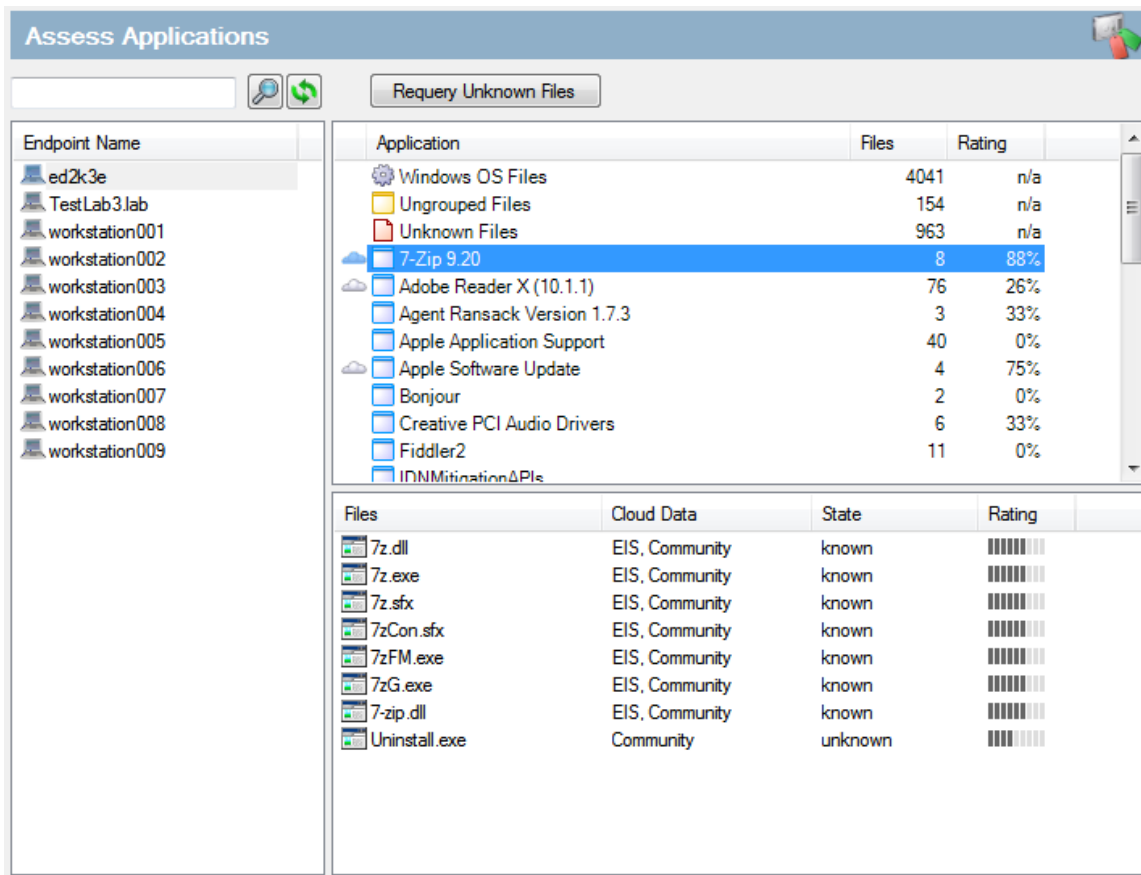 Assess Applications
Requery Unknown Files
Endpoint Name
ed2k3e
TestLab3.lab
workstation001
workstation002
workstation003
workstation004
workstation005
workstation006
workstation007
workstation008
workstation009
Application Files Rating
Windows OS Files 4041 n/a
Ungrouped Files 154 n/a
Unknown Files 963 n/a
7-Zip 9.20 8 88%
Adobe Reader X (10.1.1) 76 26%
Agent Ransack Version 1.7.3 3 33%
Apple Application Support 40 0%
Apple Software Update 4 75%
Bonjour 2 0%
Creative PCI Audio Drivers 6 33%
Fiddler2 11 0%
IDNMitigationAPIs
Files Cloud Data State Rating
7z.dll EIS, Community known
7z.exe EIS, Community known
7z.sfx EIS, Community known
7zCon.sfx EIS, Community known
7zFM.exe EIS, Community known
7zG.exe EIS, Community known
7-zip.dll EIS, Community known
Uninstall.exe Community unknown